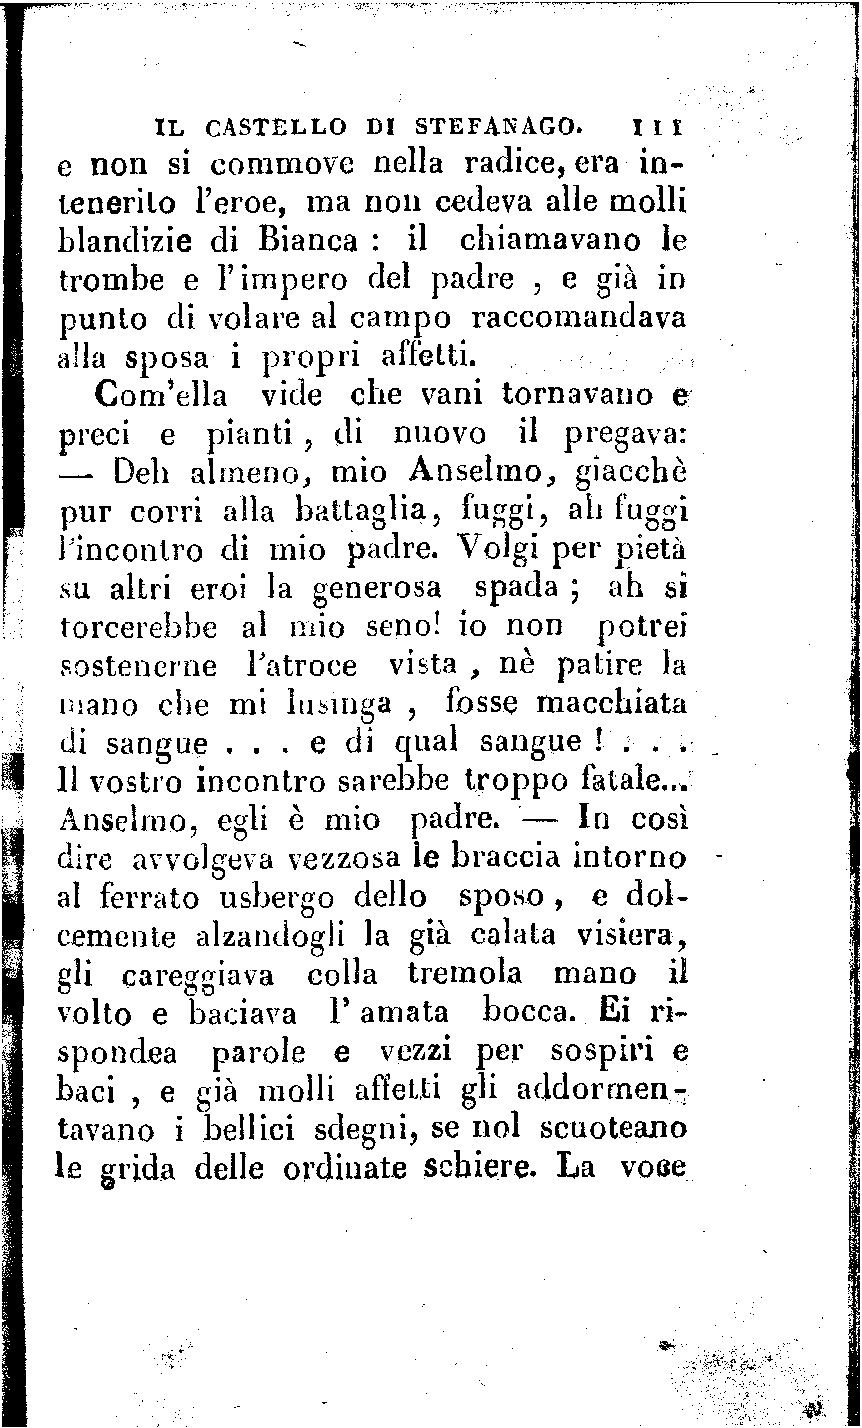 IL CASTELLO DI STEFANAGO. 111
e non si commove nella radice, era in-
tenerito l'eroe, ma non cedeva alle molli
blandizie di Bianca : il chiamavano le
trombe e l'impero del padre , e già in
punto di volare al campo raccomandava
alla sposa i propri affetti.
Com'ella vide che vani tornavano e
preci e pianti , di nuovo il pregava:
— Deh almeno, mio Anselmo, giacchè
pur corri alla battaglia, fuggi, ah fuggi
l'incontro di mio padre. Volgi per pietà
su altri eroi la generosa spada ; ah si
torcerebbe al mio seno! io non potrei
sostenerne l'atroce vista , nè patire la
mano che mi lusinga , fosse macchiata
di sangue . . . e di qual sangue ! . . .
Il vostro incontro sarebbe troppo fatale...
Anselmo, egli è mio padre. — In così
dire avvolgeva vezzosa le braccia intorno
al ferrato usbergo dello sposo , e dol-
cemente alzandogli la già calata visiera,
gli careggiava colla tremola mano il
volto e baciava l' amata bocca. Ei ri-
spondea parole e vezzi per sospiri e
baci , e già molli affetti gli addormen-
tavano i bellici sdegni, se nol scuoteano
le grida delle ordinate schiere. La voce